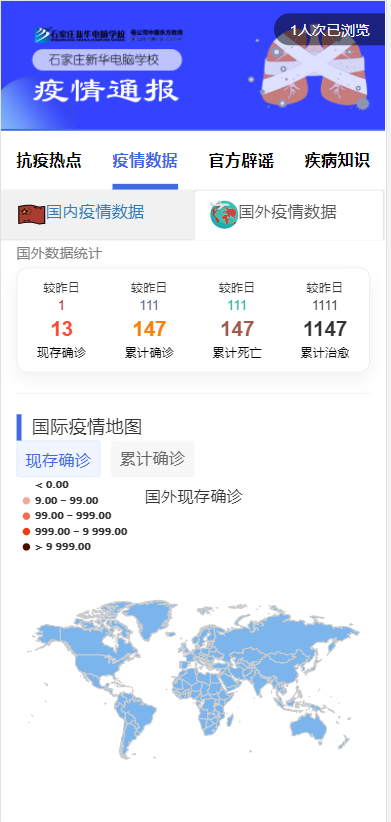 1人次已浏览
石家庄新华电脑学校
石家庄新华电脑学校
疫情通报
抗疫热点 疫情数据 官方辟谣 疾病知识
国内疫情数据 国外疫情数据
国外数据统计
较昨日 较昨日 较昨日 较昨日
1 111 111 1111
13 147 147 1147
现存确诊 累计确诊 累计死亡 累计治愈
国际疫情地图
现存确诊 累计确诊
国外现存确诊
< 0.00
9.00 – 99.00
99.00 – 999.00
999.00 – 9 999.00
> 9 999.00